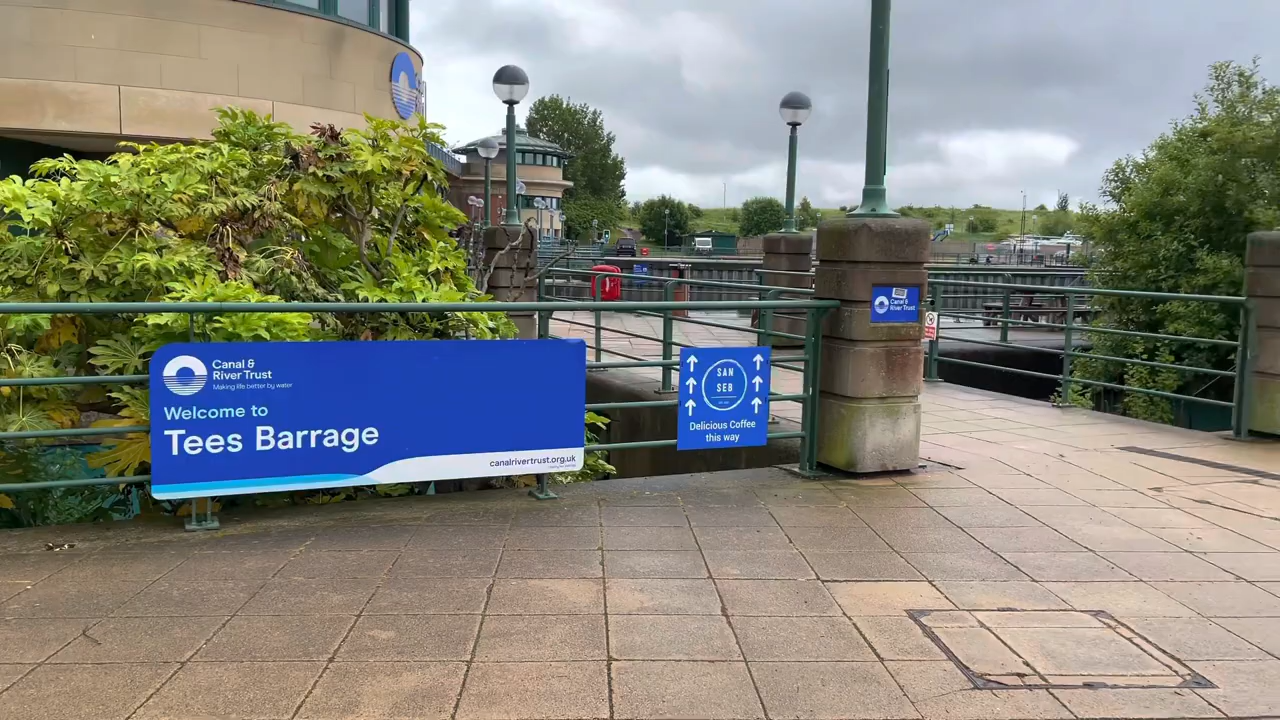 Canal &
River Trust
Making life better by water
Welcome to
Tees Barrage
canalrivertrust.org.uk
SAN
SEB
Delicious Coffee
this way
Canal &
River Trust